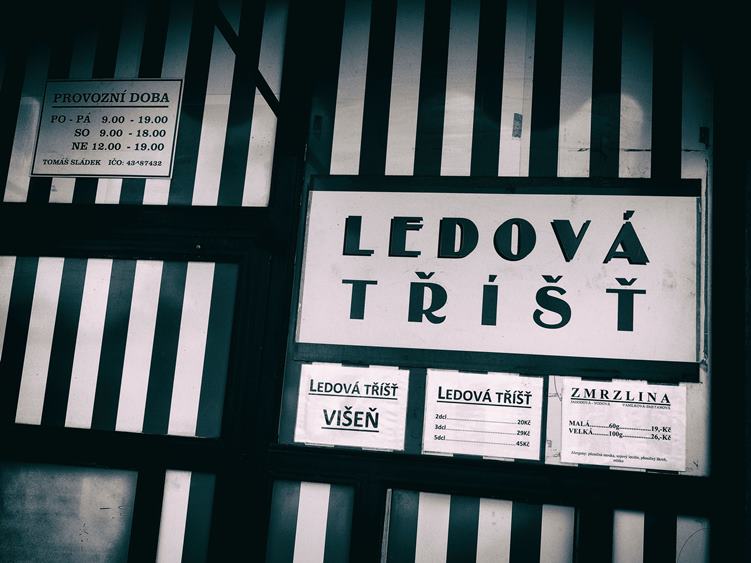 PROVOZNÍ DOBA
PO - PÁ 9.00 - 19.00
SO 9.00 - 18.00
NE 12.00 - 19.00
TOMÁŠ SLÁDEK IČO:
LEDOVÁ
TŘÍŠŤ
LEDOVÁ TŘÍŠŤ
VIŠEŇ
LEDOVÁ TŘÍŠŤ
2dcl 20Kč
3dcl 29Kč
5dcl 45Kč
ZMRZLINA
MALÁ.........60g..............19,-Kč
VELKÁ.......100g..............26,-Kč